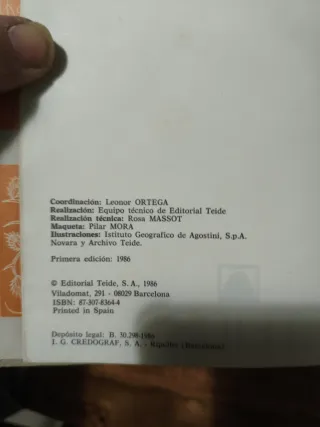 Coordinación: Leonor ORTEGA
Realización: Equipo técnico de Editorial Teide
Realización técnica: Rosa MASSOT
Maqueta: Pilar MORA
Ilustraciones: Istituto Geografico de Agostini, S.p.A.
Novara y Archivo Teide.
Primera edición: 1986
© Editorial Teide, S.A., 1986
Viladomat, 291 - 08029 Barcelona
ISBN: 87-307-8364-4
Printed in Spain
Depósito legal: B. 30.298-1986
I. G. CREDOGRAF, S. A. - Ripollet (Barcelona)